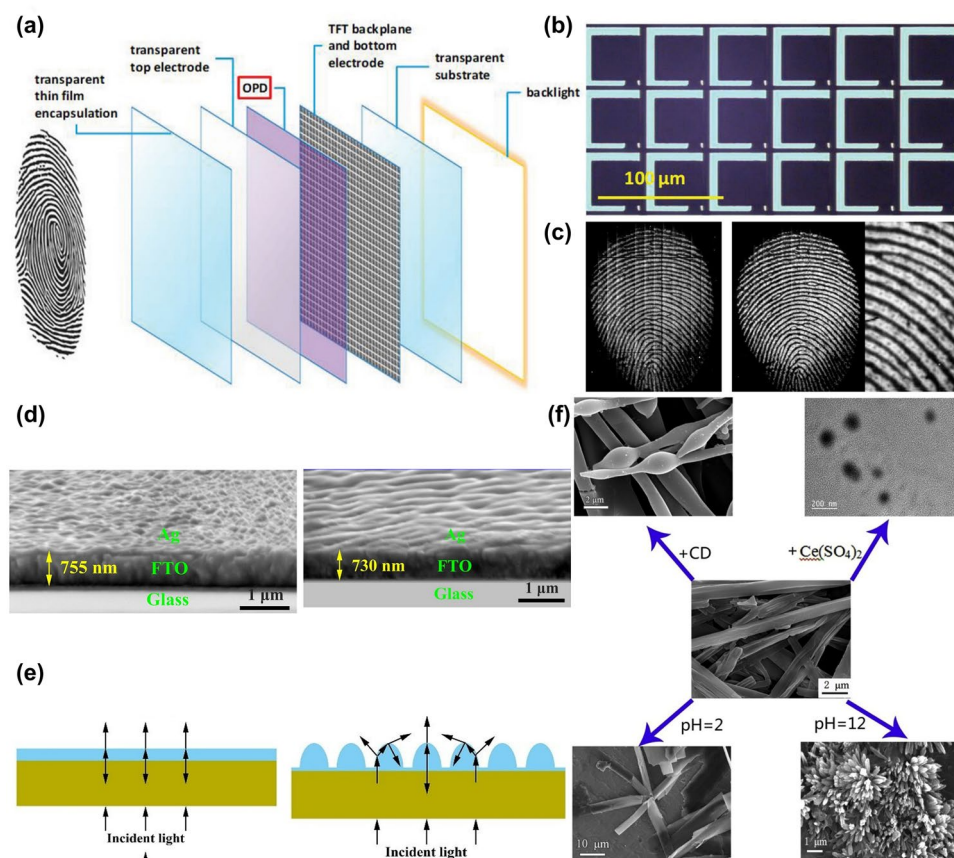 (a)
transparent
thin film
encapsulation
transparent
top electrode
OPD
TFT backplane
and bottom
electrode
transparent
substrate
backlight
(b)
100 μm
(c)
(d)
Ag
755 nm
FTO
Glass
1 μm
Ag
730 nm
FTO
Glass
1 μm
(e)
Incident light
Incident light
(f)
2 μm
200 nm
+CD
+Ce(SO₄)₂
2 μm
pH=2
pH=12
10 μm
1 μm